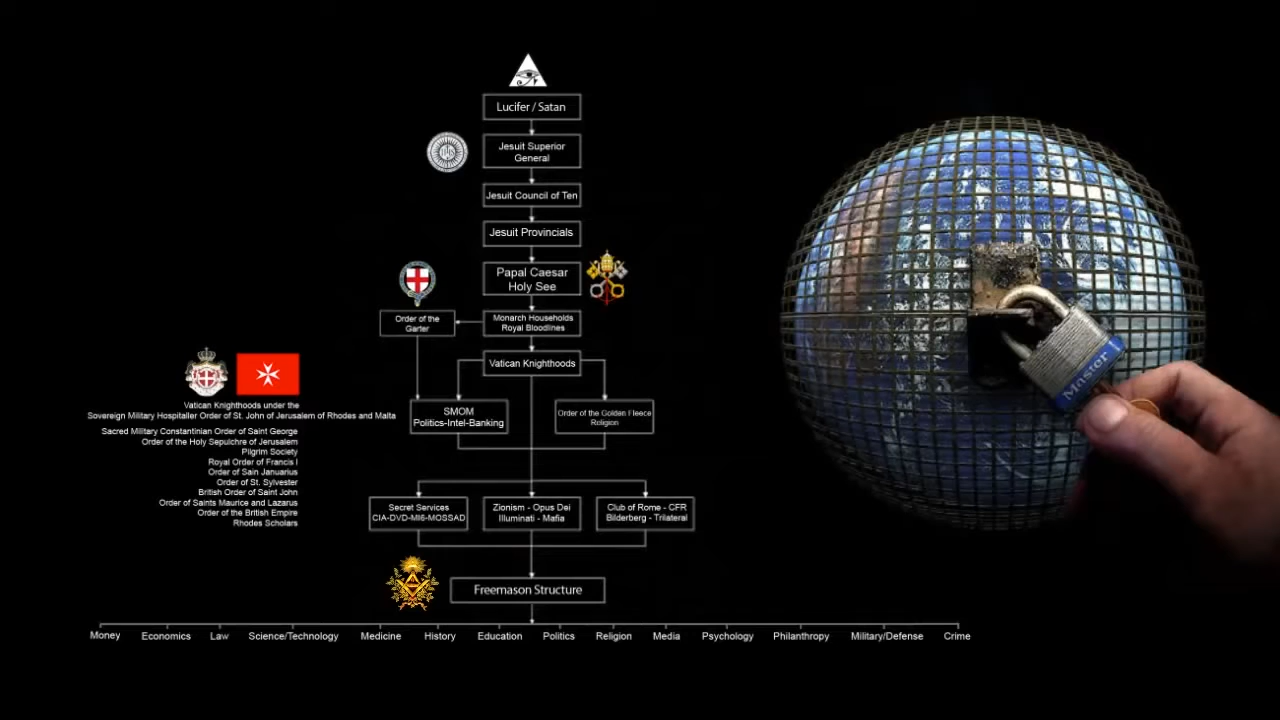 Lucifer / Satan
Jesuit Superior
General
Jesuit Council of Ten
Jesuit Provincials
Papal Caesar
Holy See
Order of the
Garter
Monarch Households
Royal Bloodlines
Vatican Knighthoods
Vatican Knighthoods under the
Sovereign Military Hospitaller Order of St. John of Jerusalem of Rhodes and Malta
Sacred Military Constantinian Order of Saint George
Order of the Holy Sepulchre of Jerusalem
Pilgrim Society
Royal Order of Francis I
Order of Sain Januarius
Order of St. Sylvester
British Order of Saint John
Order of Saints Maurice and Lazarus
Order of the British Empire
Rhodes Scholars
SMOM
Politics-Intel-Banking
Order of the Golden Fleece
Religion
Secret Services
CIA-DVD-MI6-MOSSAD
Zionism - Opus Dei
Illuminati - Mafia
Club of Rome - CFR
Bilderberg - Trilateral
Freemason Structure
Money Economics Law Science/Technology Medicine History Education Politics Religion Media Psychology Philanthropy Military/Defense Crime
Master